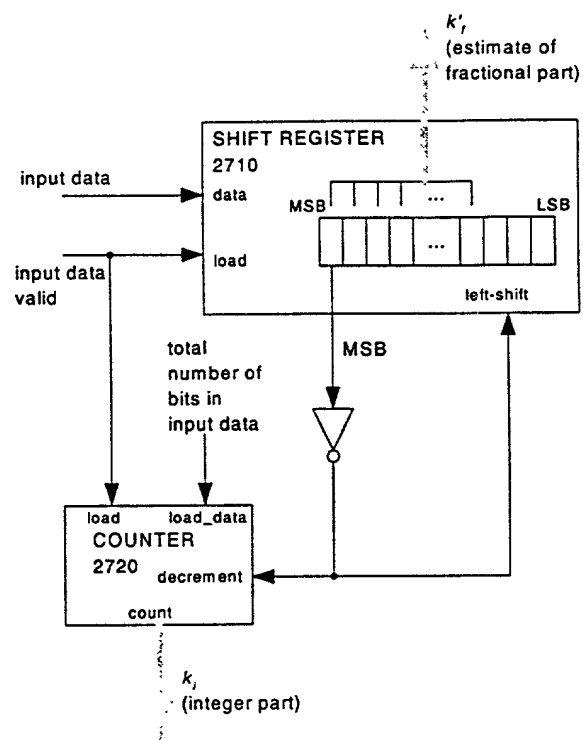 k'f
(estimate of
fractional part)
SHIFT REGISTER
2710
input data
data
MSB
...
LSB
...
load
input data
valid
left-shift
total
number of
bits in
input data
MSB
load
load_data
COUNTER
2720
decrement
count
ki
(integer part)